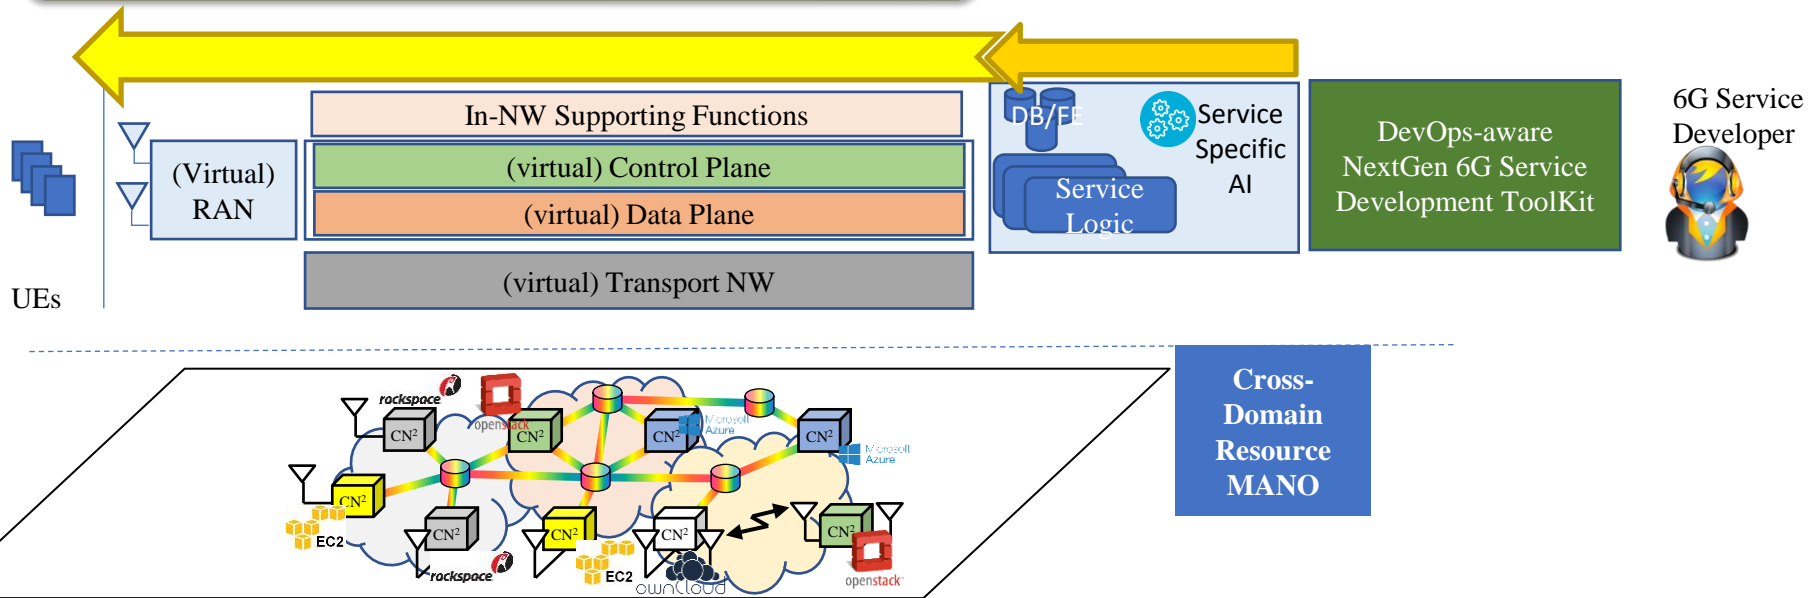 In-NW Supporting Functions
(virtual) Control Plane
(virtual) Data Plane
(Virtual)
RAN
(virtual) Transport NW
UEs
DB/FE
Service
Specific
AI
Service
Logic
DevOps-aware
NextGen 6G Service
Development ToolKit
6G Service
Developer
Cross-
Domain
Resource
MANO
rackspace
openstack
CN²
CN²
CN²
Microsoft
Azure
CN²
Microsoft
Azure
CN²
EC2
CN²
rackspace
CN²
EC2
CN²
ownCloud
CN²
openstack